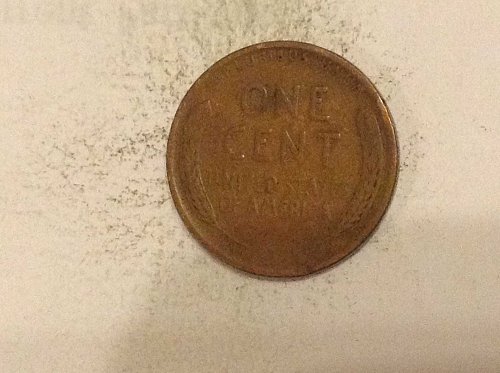 ONE
CENT
UNITED STATES
OF AMERICA